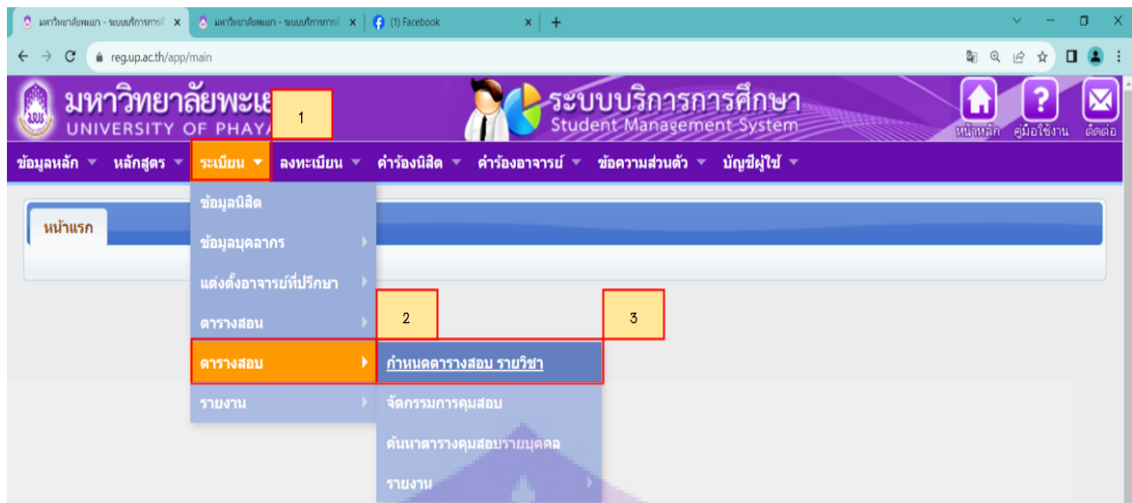 มหาวิทยาลัยพะเยา - ระบบบริการการศึ
มหาวิทยาลัยพะเยา - ระบบบริการการศึ
(1) Facebook
reg.up.ac.th/app/main
มหาวิทยาลัยพะเย
UNIVERSITY OF PHAYA
ระบบบริการการศึกษา
Student Management System
หน้าหลัก คู่มือใช้งาน ติดต่อ
1
ข้อมูลหลัก หลักสูตร ระเบียน ลงทะเบียน คำร้องนิสิต คำร้องอาจารย์ ข้อความส่วนตัว บัญชีผู้ใช้
หน้าแรก
ข้อมูลนิสิต
ข้อมูลบุคลากร
แต่งตั้งอาจารย์ที่ปรึกษา
ตารางสอน
2
3
ตารางสอบ
กำหนดตารางสอบ รายวิชา
รายงาน
จัดกรรมการคุมสอบ
ค้นหาตารางคุมสอบรายบุคคล
รายงาน